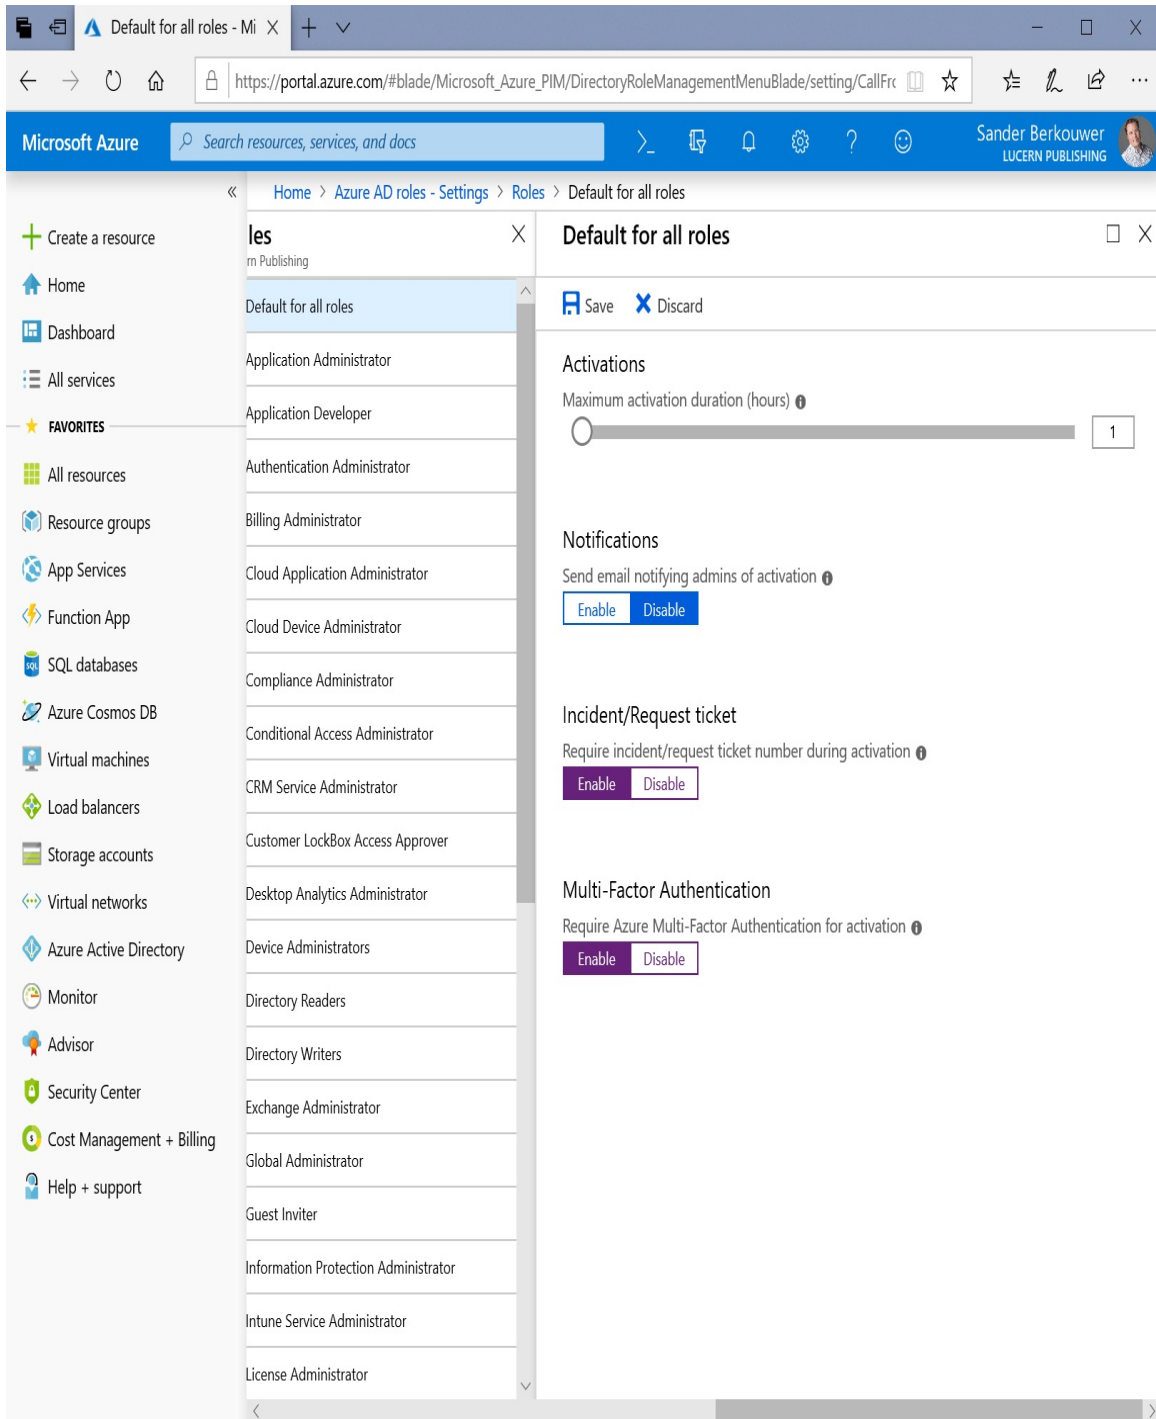 Default for all roles - Mi
https://portal.azure.com/#blade/Microsoft_Azure_PIM/DirectoryRoleManagementMenuBlade/setting/CallFrc
Microsoft Azure
Search resources, services, and docs
Sander Berkouwer
LUCERN PUBLISHING
Home > Azure AD roles - Settings > Roles > Default for all roles
Create a resource
Home
Dashboard
All services
FAVORITES
All resources
Resource groups
App Services
Function App
SQL databases
Azure Cosmos DB
Virtual machines
Load balancers
Storage accounts
Virtual networks
Azure Active Directory
Monitor
Advisor
Security Center
Cost Management + Billing
Help + support
les
rn Publishing
Default for all roles
Application Administrator
Application Developer
Authentication Administrator
Billing Administrator
Cloud Application Administrator
Cloud Device Administrator
Compliance Administrator
Conditional Access Administrator
CRM Service Administrator
Customer LockBox Access Approver
Desktop Analytics Administrator
Device Administrators
Directory Readers
Directory Writers
Exchange Administrator
Global Administrator
Guest Inviter
Information Protection Administrator
Intune Service Administrator
License Administrator
Default for all roles
Save Discard
Activations
Maximum activation duration (hours)
1
Notifications
Send email notifying admins of activation
Enable Disable
Incident/Request ticket
Require incident/request ticket number during activation
Enable Disable
Multi-Factor Authentication
Require Azure Multi-Factor Authentication for activation
Enable Disable